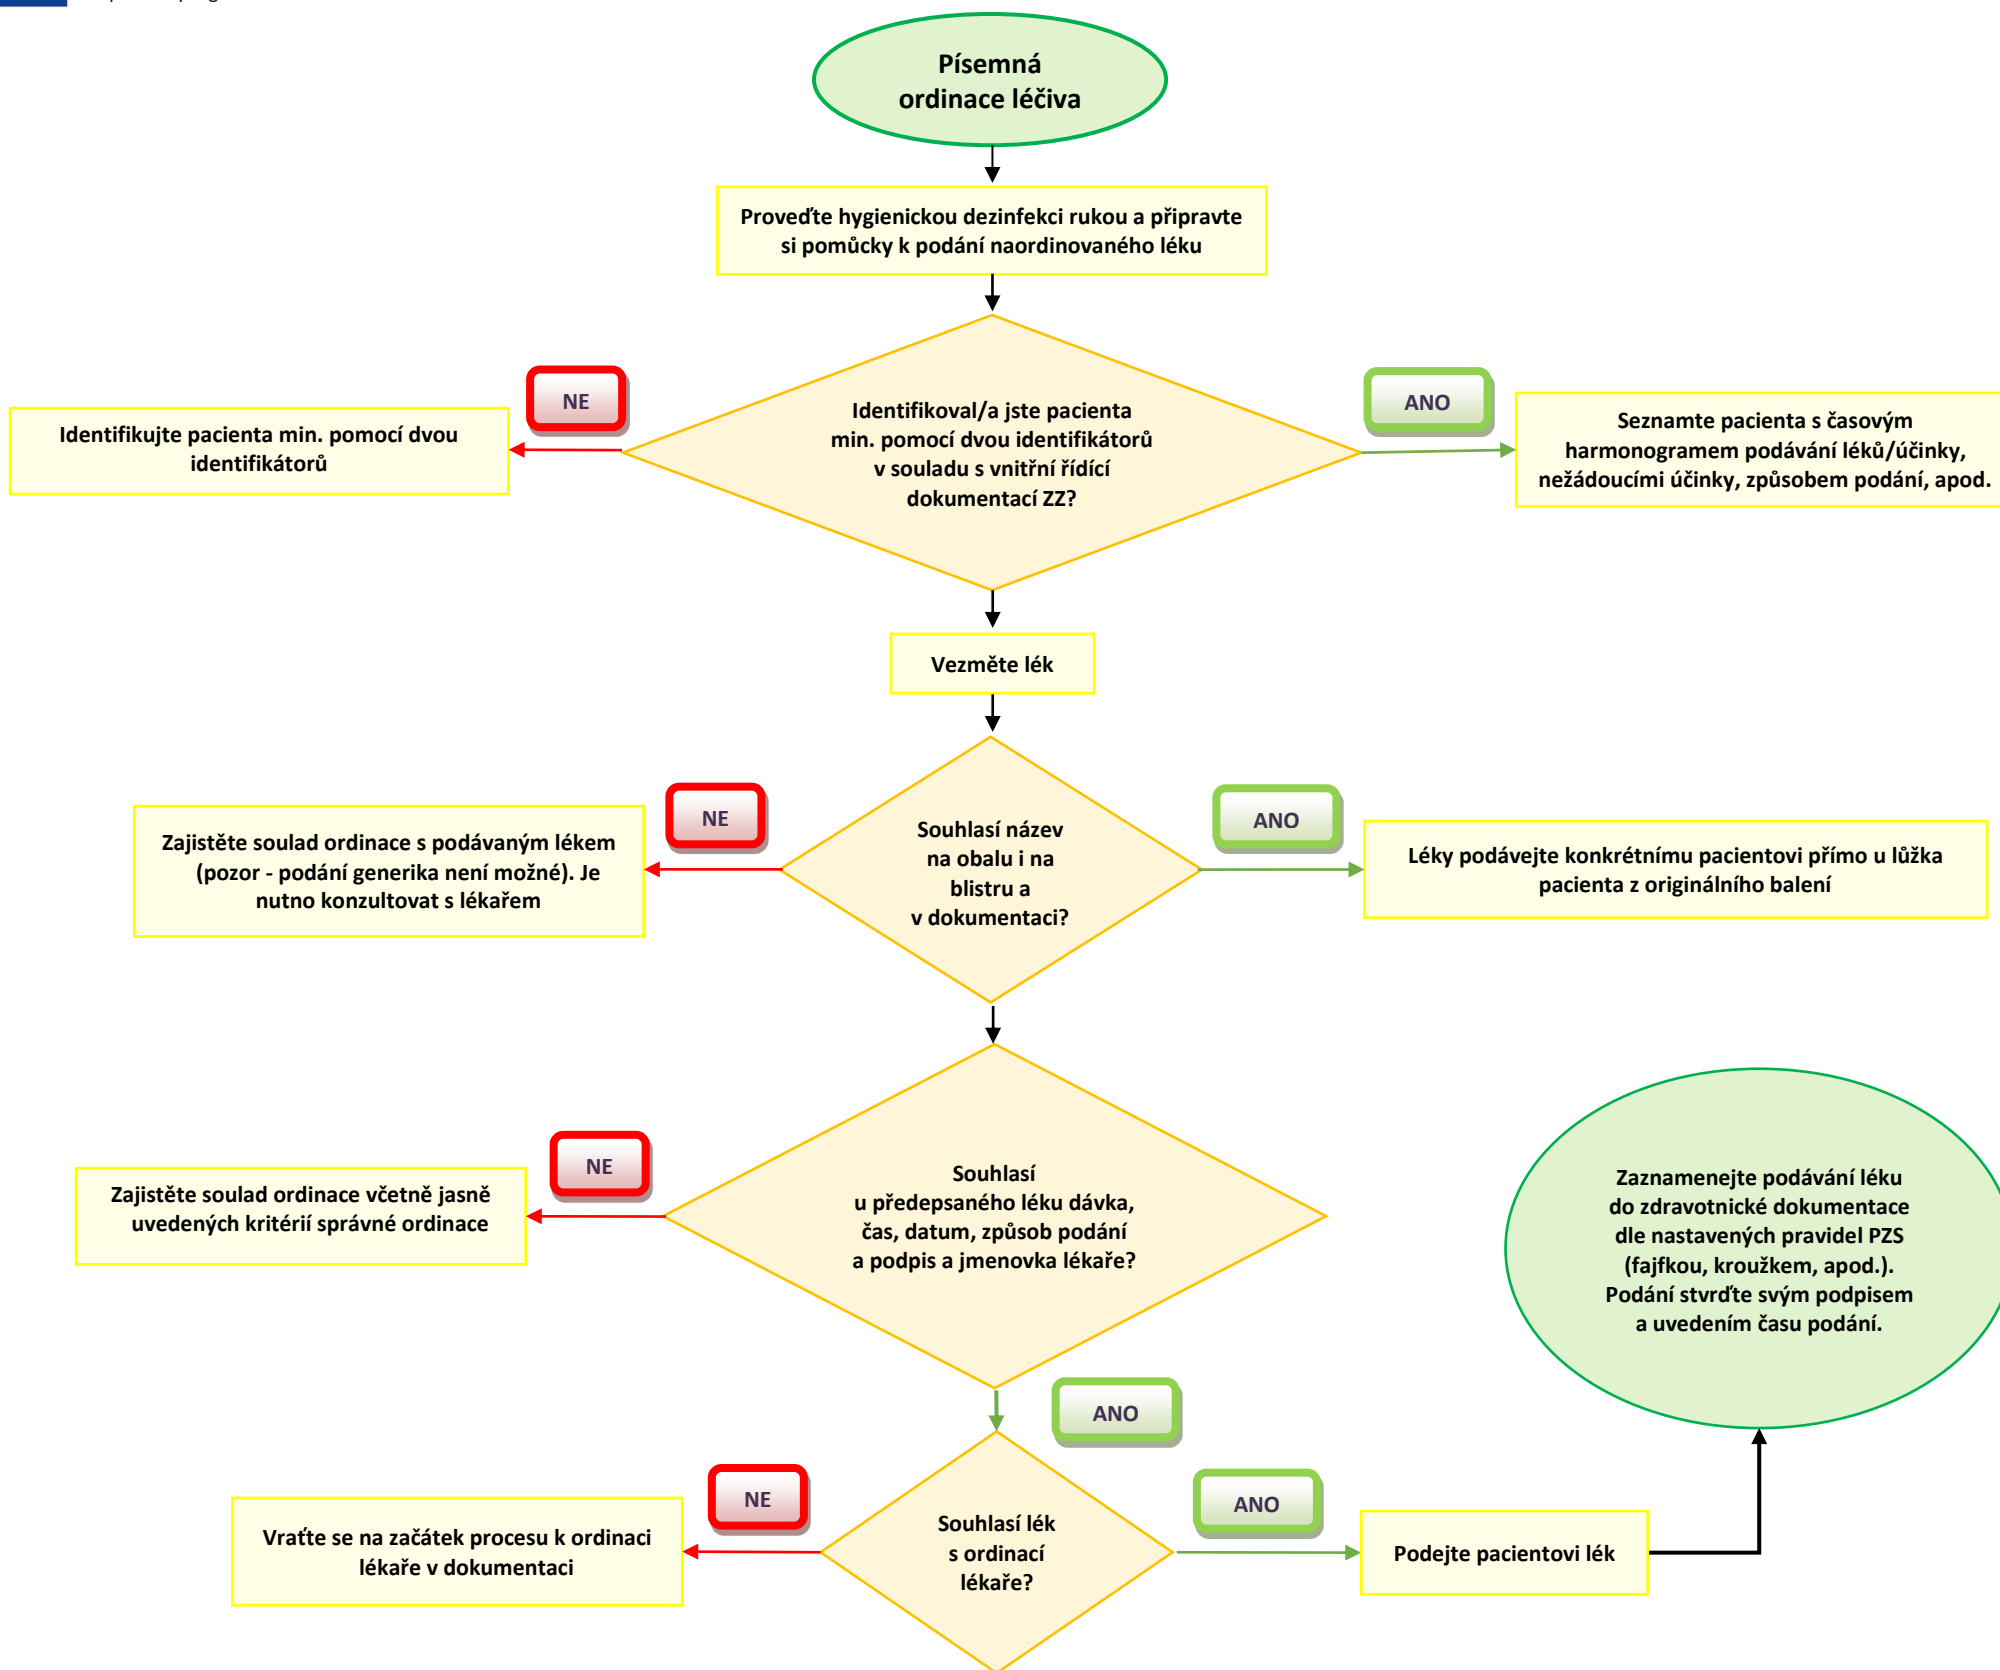 Písemná
ordinace léčiva
Proveďte hygienickou dezinfekci rukou a připravte
si pomůcky k podání naordinovaného léku
NE
ANO
Identifikujte pacienta min. pomocí dvou
identifikátorů
Identifikoval/a jste pacienta
min. pomocí dvou identifikátorů
v souladu s vnitřní řídící
dokumentací ZZ?
Seznamte pacienta s časovým
harmonogramem podávání léků/účinky,
nežádoucími účinky, způsobem podání, apod.
Vezměte lék
NE
ANO
Zajistěte soulad ordinace s podávaným lékem
(pozor - podání generika není možné). Je
nutno konzultovat s lékařem
Souhlasí název
na obalu i na
blistru a
v dokumentaci?
Léky podávejte konkrétnímu pacientovi přímo u lůžka
pacienta z originálního balení
NE
Zajistěte soulad ordinace včetně jasně
uvedených kritérií správné ordinace
Souhlasí
u předepsaného léku dávka,
čas, datum, způsob podání
a podpis a jmenovka lékaře?
Zaznamenejte podávání léku
do zdravotnické dokumentace
dle nastavených pravidel PZS
(fajfkou, kroužkem, apod.).
Podání stvrďte svým podpisem
a uvedením času podání.
ANO
NE
ANO
Vraťte se na začátek procesu k ordinaci
lékaře v dokumentaci
Souhlasí lék
s ordinací
lékaře?
Podejte pacientovi lék